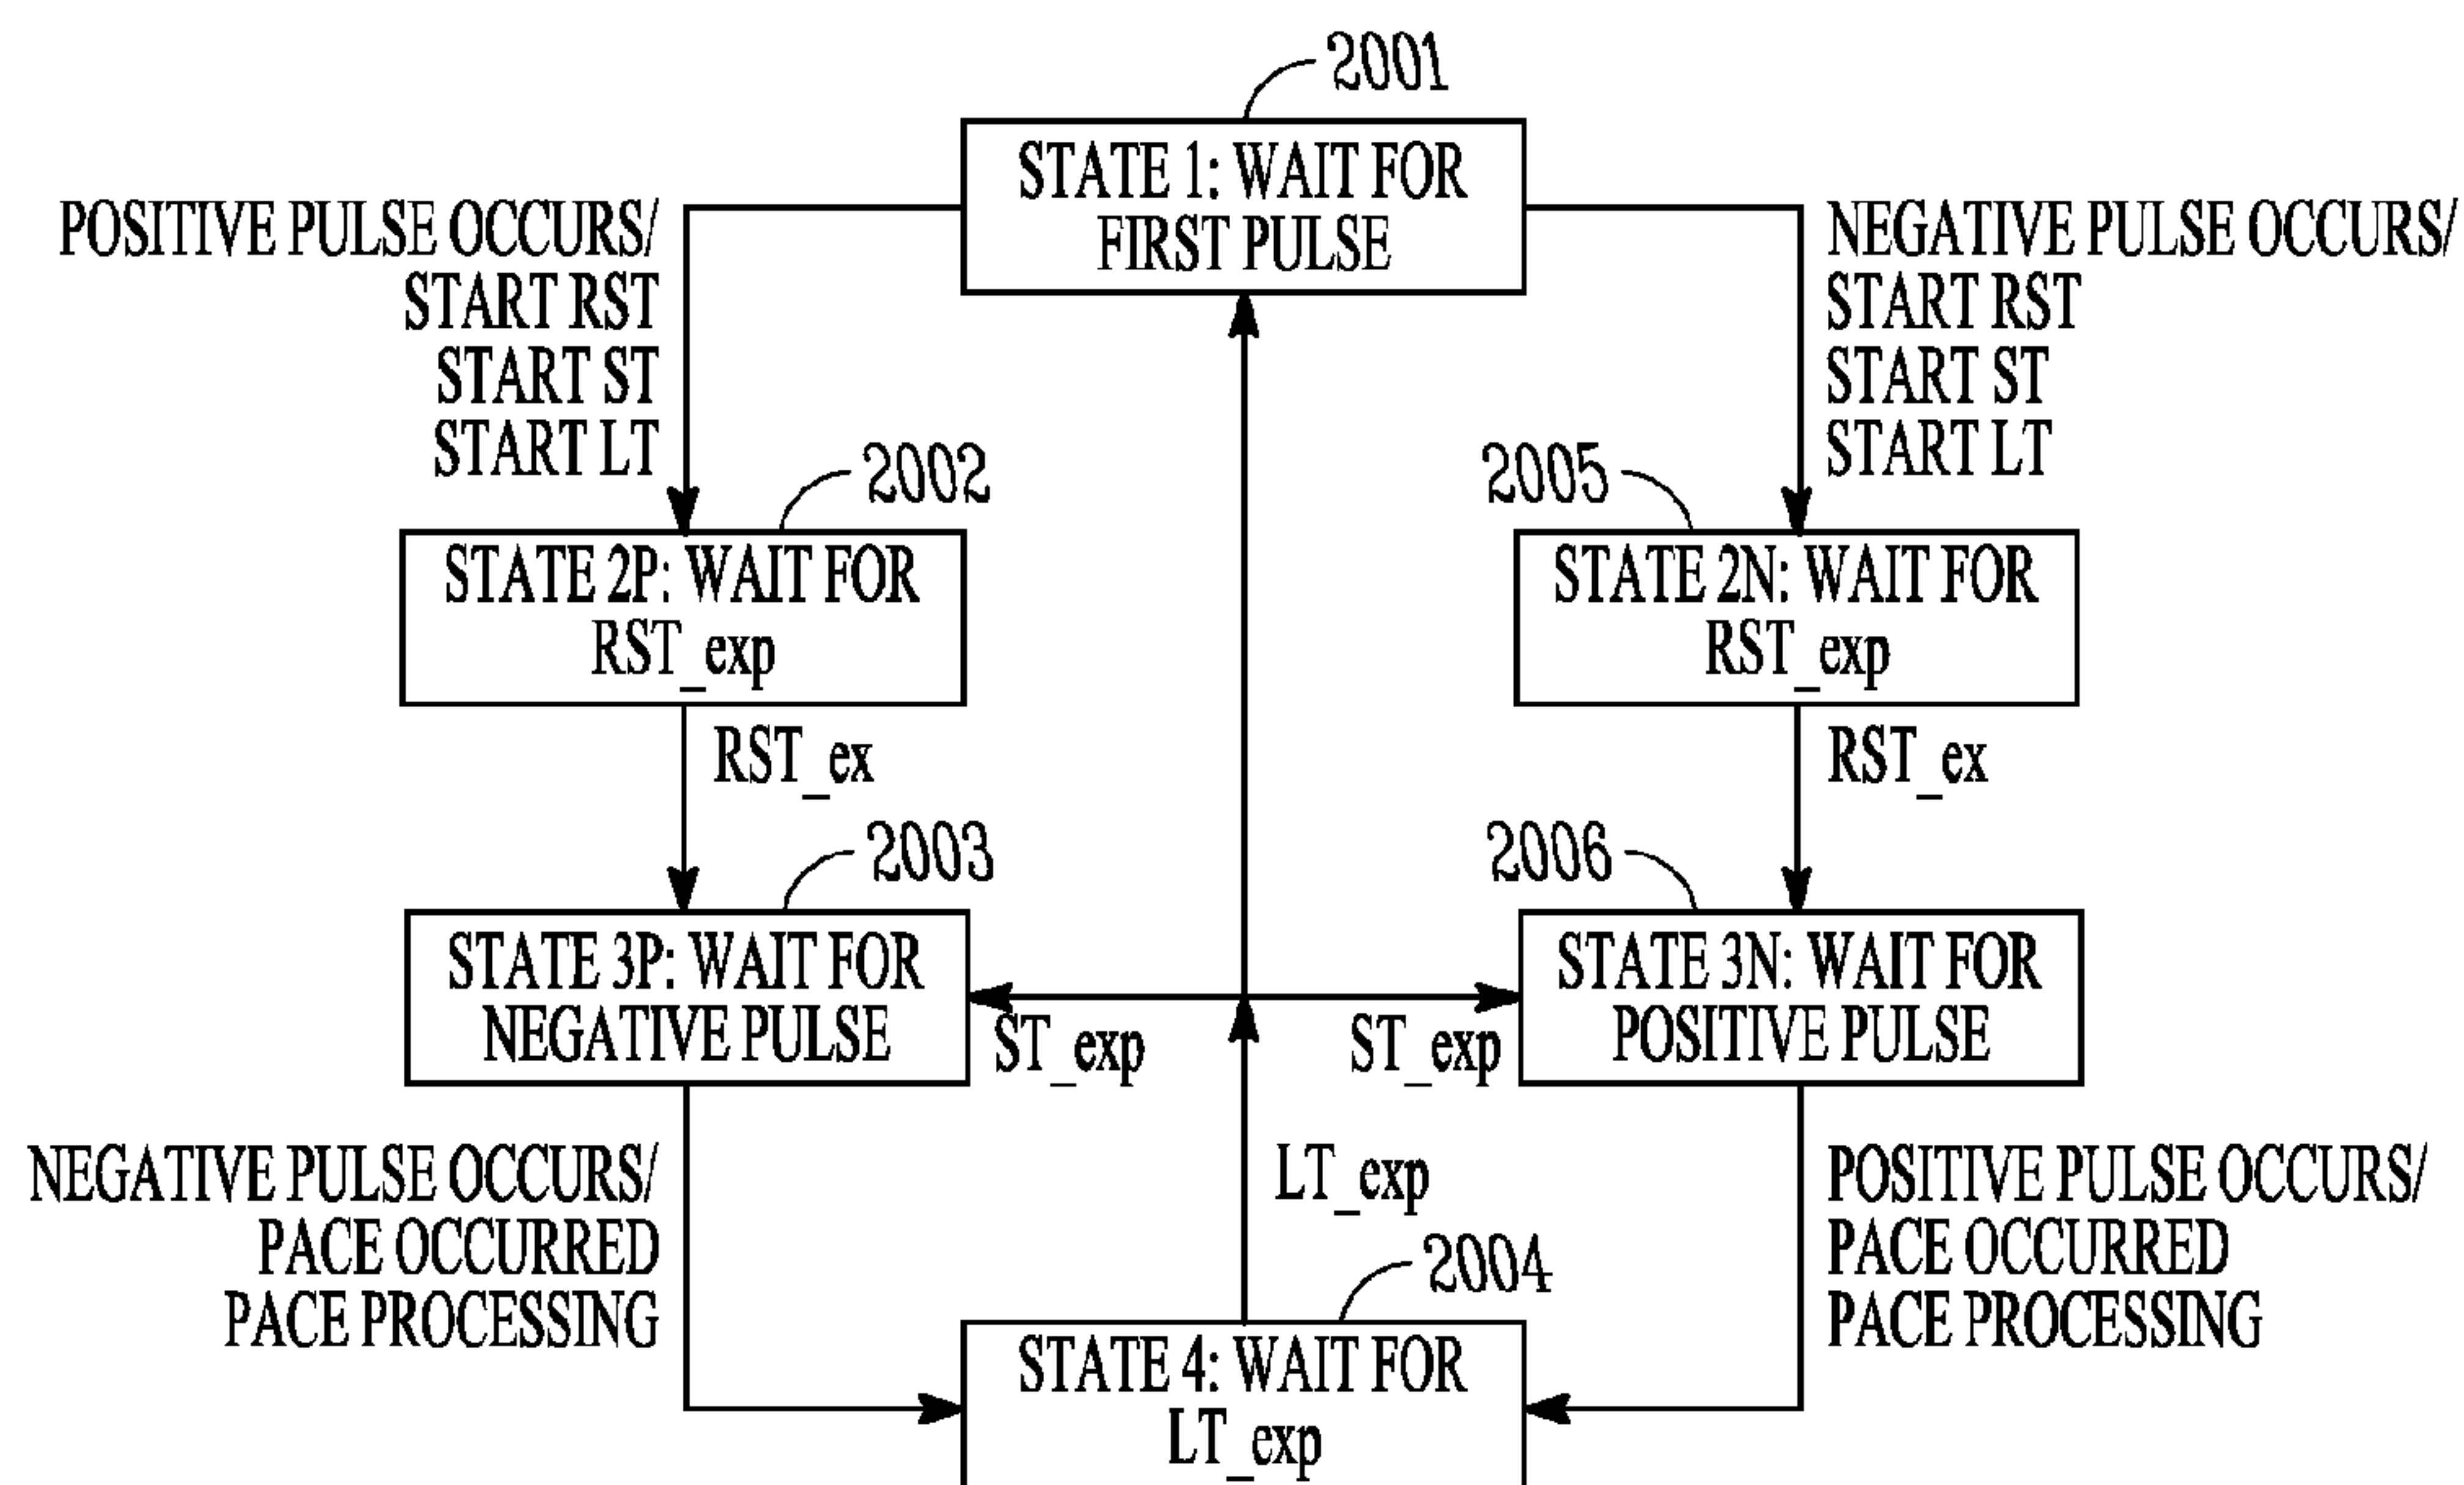 2001
STATE 1: WAIT FOR
FIRST PULSE
POSITIVE PULSE OCCURS/
START RST
START ST
START LT
NEGATIVE PULSE OCCURS/
START RST
START ST
START LT
2002
STATE 2P: WAIT FOR
RST_exp
2005
STATE 2N: WAIT FOR
RST_exp
RST_ex
RST_ex
2003
STATE 3P: WAIT FOR
NEGATIVE PULSE
2006
STATE 3N: WAIT FOR
POSITIVE PULSE
ST_exp
ST_exp
NEGATIVE PULSE OCCURS/
PACE OCCURRED
PACE PROCESSING
LT_exp
POSITIVE PULSE OCCURS/
PACE OCCURRED
PACE PROCESSING
2004
STATE 4: WAIT FOR
LT_exp